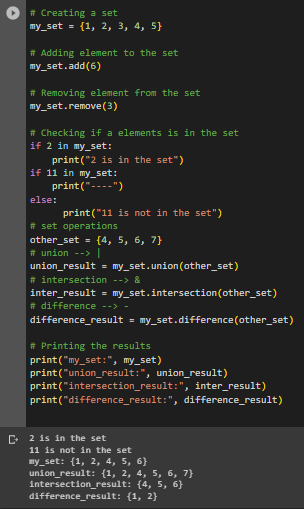 # Creating a set
my_set = {1, 2, 3, 4, 5}

# Adding element to the set
my_set.add(6)

# Removing element from the set
my_set.remove(3)

# Checking if a elements is in the set
if 2 in my_set:
    print("2 is in the set")
if 11 in my_set:
    print("----")
else:
      print("11 is not in the set")
# set operations
other_set = {4, 5, 6, 7}
# union --> |
union_result = my_set.union(other_set)
# intersection --> &
inter_result = my_set.intersection(other_set)
# difference --> -
difference_result = my_set.difference(other_set)

# Printing the results
print("my_set:", my_set)
print("union_result:", union_result)
print("intersection_result:", inter_result)
print("difference_result:", difference_result)

2 is in the set
11 is not in the set
my_set: {1, 2, 4, 5, 6}
union_result: {1, 2, 4, 5, 6, 7}
intersection_result: {4, 5, 6}
difference_result: {1, 2}